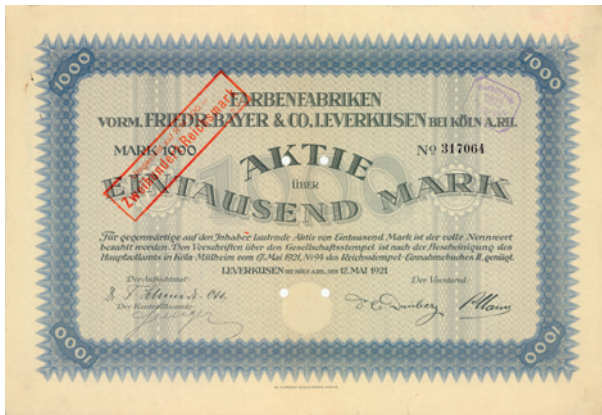 1000
1000
FARBENFABRIKEN
VORM. FRIEDR. BAYER & CO., LEVERKUSEN BEI KÖLN A. RH.
MARK 1000
Nº 317064
Zweihundert Reichsmark
1000
AKTIE
ÜBER
EINTAUSEND MARK
Für gegenwärtige auf den Inhaber lautende Aktie von Eintausend Mark ist der volle Nennwert
bezahlt worden. Den Vorschriften über den Gesellschaftsstempel ist nach der Bescheinigung des
Hauptzollamts in Köln-Mülheim vom 17. Mai 1921, Nr 94 des Reichsstempel-Einnahmebuches II, genügt.
LEVERKUSEN BEI KÖLN A. RH., DEN 12. MAI 1921
Der Aufsichtsrat:
Der Vorstand:
Der Kontrollbeamte:
1000
1000